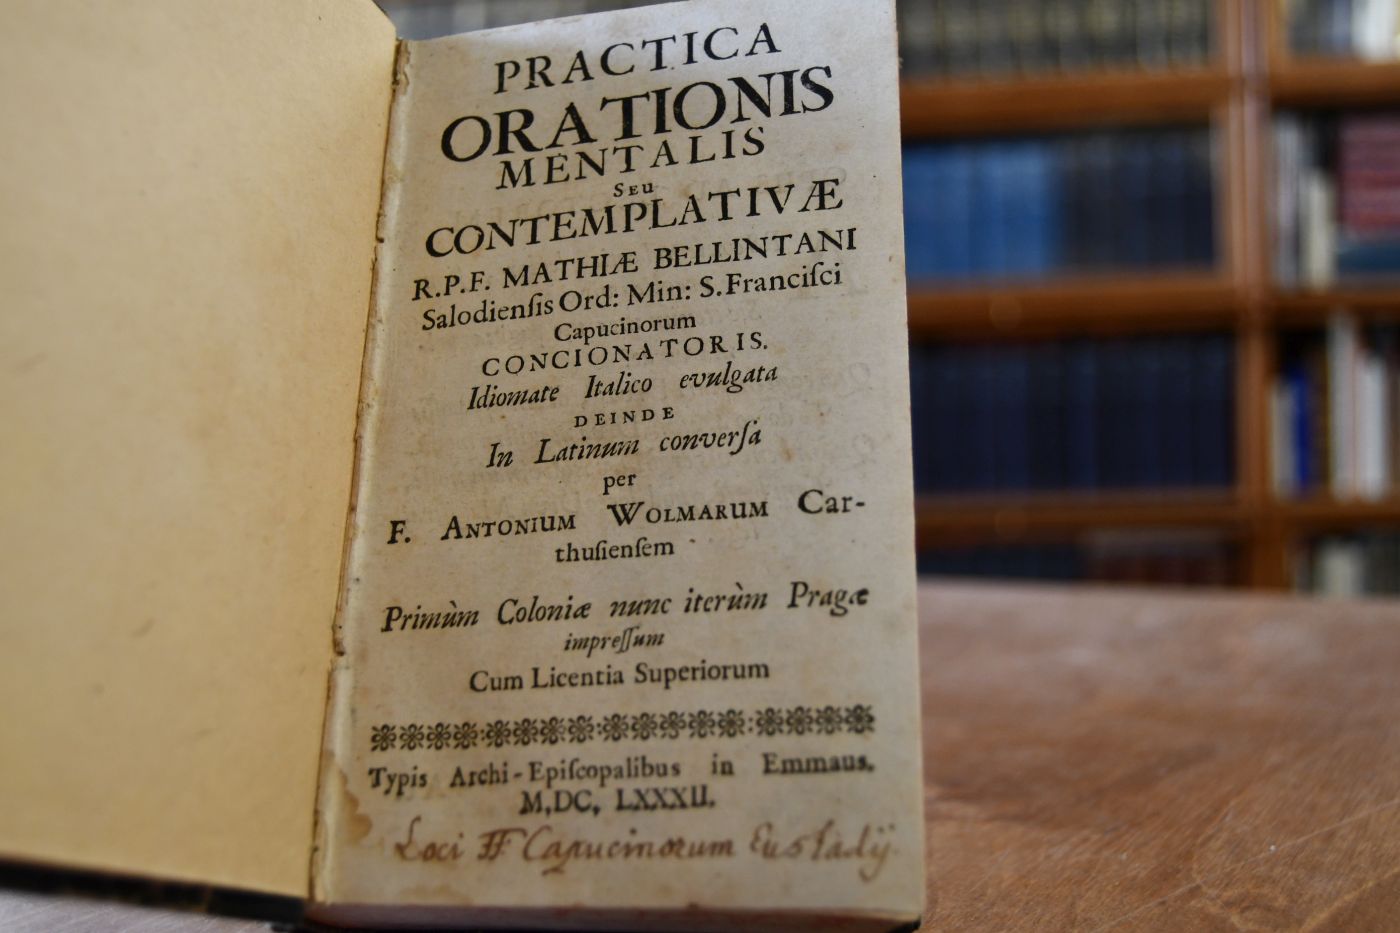 PRACTICA
ORATIONIS
MENTALIS
SEU
CONTEMPLATIVÆ
R.P.F. MATHIÆ BELLINTANI
Salodienſis Ord: Min: S. Franciſci
Capucinorum
CONCIONATORIS.
Idiomate Italico evulgata
DEINDE
In Latinum converſa
per
F. ANTONIUM WOLMARUM Car-
thuſienſem
Primùm Coloniæ nunc iterùm Pragæ
impreſſum
Cum Licentia Superiorum
Typis Archi-Epiſcopalibus in Emmaus.
M,DC, LXXXII.
Loci FF Capucinorum Eustadij